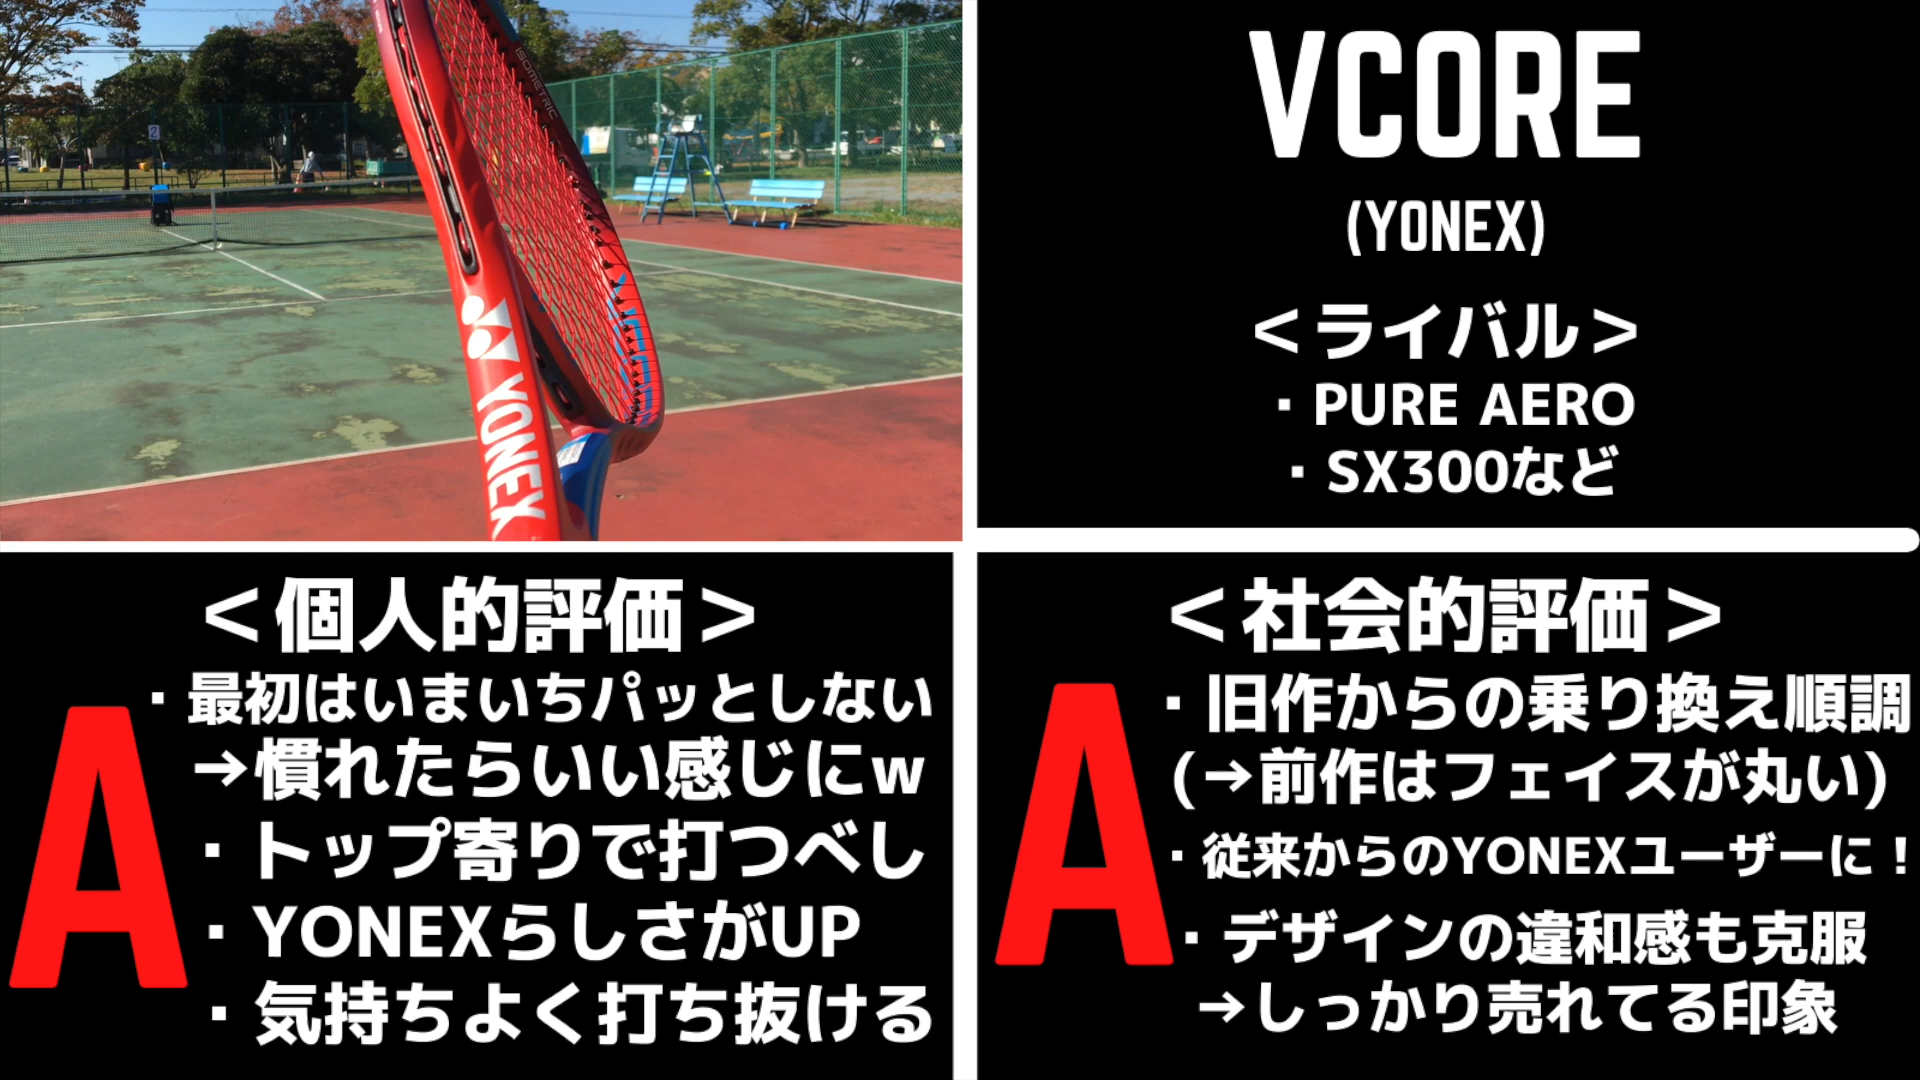 2
ISOMETRIC
YONEX
VCORE
(YONEX)
＜ライバル＞
・PURE AERO
・SX300など
＜個人的評価＞
A
・最初はいまいちパッとしない
→慣れたらいい感じにw
・トップ寄りで打つべし
・YONEXらしさがUP
・気持ちよく打ち抜ける
＜社会的評価＞
A
・旧作からの乗り換え順調
(→前作はフェイスが丸い)
・従来からのYONEXユーザーに！
・デザインの違和感も克服
→しっかり売れてる印象